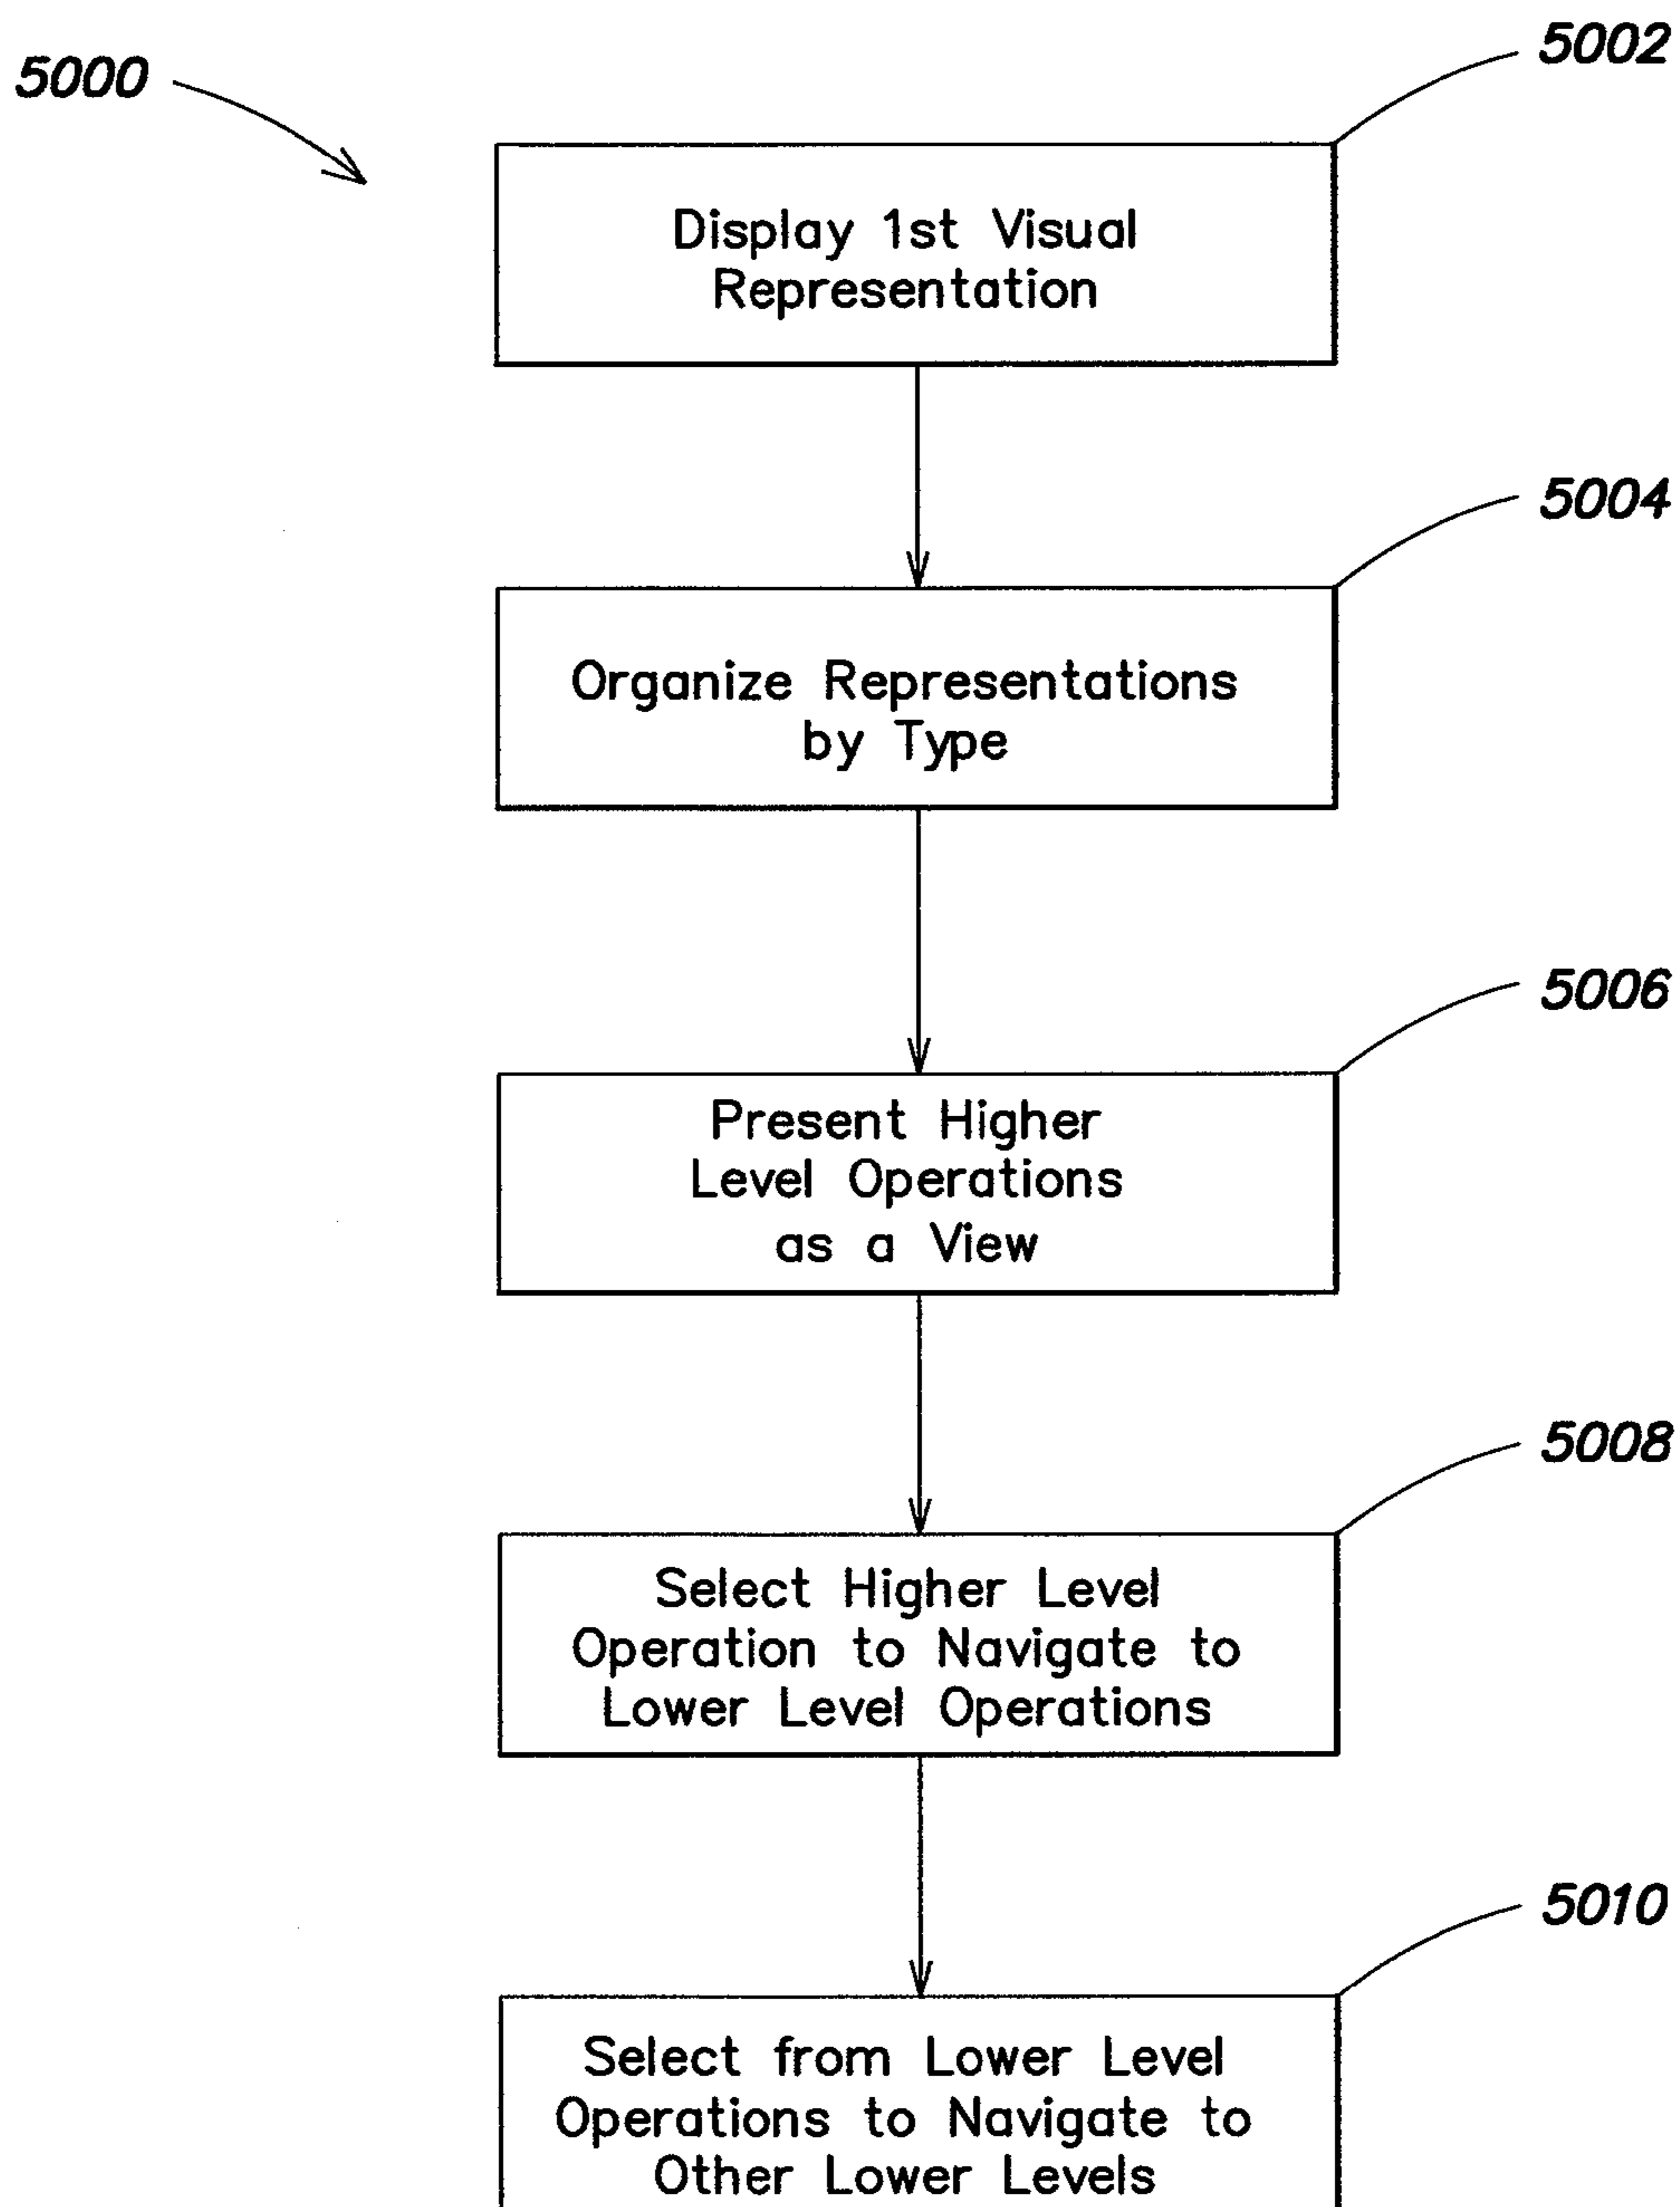 5000
5002
Display 1st Visual
Representation
5004
Organize Representations
by Type
5006
Present Higher
Level Operations
as a View
5008
Select Higher Level
Operation to Navigate to
Lower Level Operations
5010
Select from Lower Level
Operations to Navigate to
Other Lower Levels